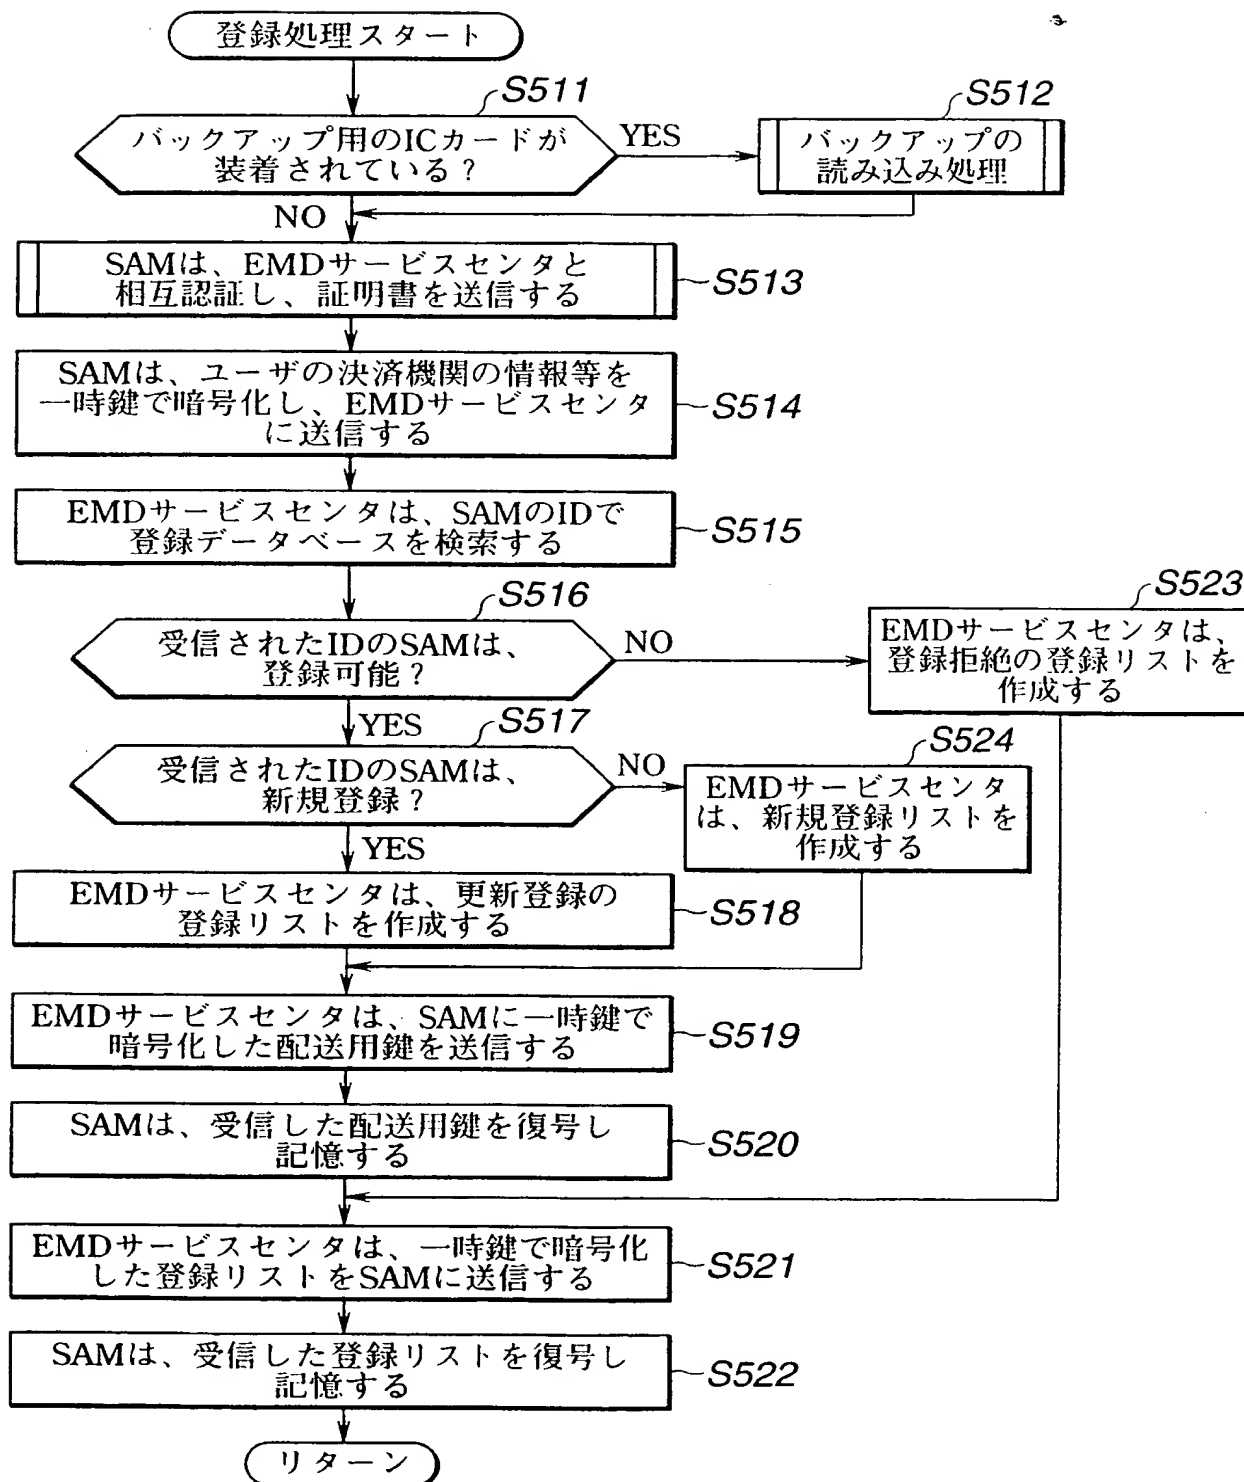 登録処理スタート
S511
バックアップ用のICカードが
装着されている？
YES
NO
S512
バックアップの
読み込み処理
SAMは、EMDサービスセンタと
相互認証し、証明書を送信する
S513
SAMは、ユーザの決済機関の情報等を
一時鍵で暗号化し、EMDサービスセンタ
に送信する
S514
EMDサービスセンタは、SAMのIDで
登録データベースを検索する
S515
S516
受信されたIDのSAMは、
登録可能？
NO
YES
S523
EMDサービスセンタは、
登録拒絶の登録リストを
作成する
S517
受信されたIDのSAMは、
新規登録？
NO
YES
S524
EMDサービスセンタ
は、新規登録リストを
作成する
EMDサービスセンタは、更新登録の
登録リストを作成する
S518
EMDサービスセンタは、SAMに一時鍵で
暗号化した配送用鍵を送信する
S519
SAMは、受信した配送用鍵を復号し
記憶する
S520
EMDサービスセンタは、一時鍵で暗号化
した登録リストをSAMに送信する
S521
SAMは、受信した登録リストを復号し
記憶する
S522
リターン